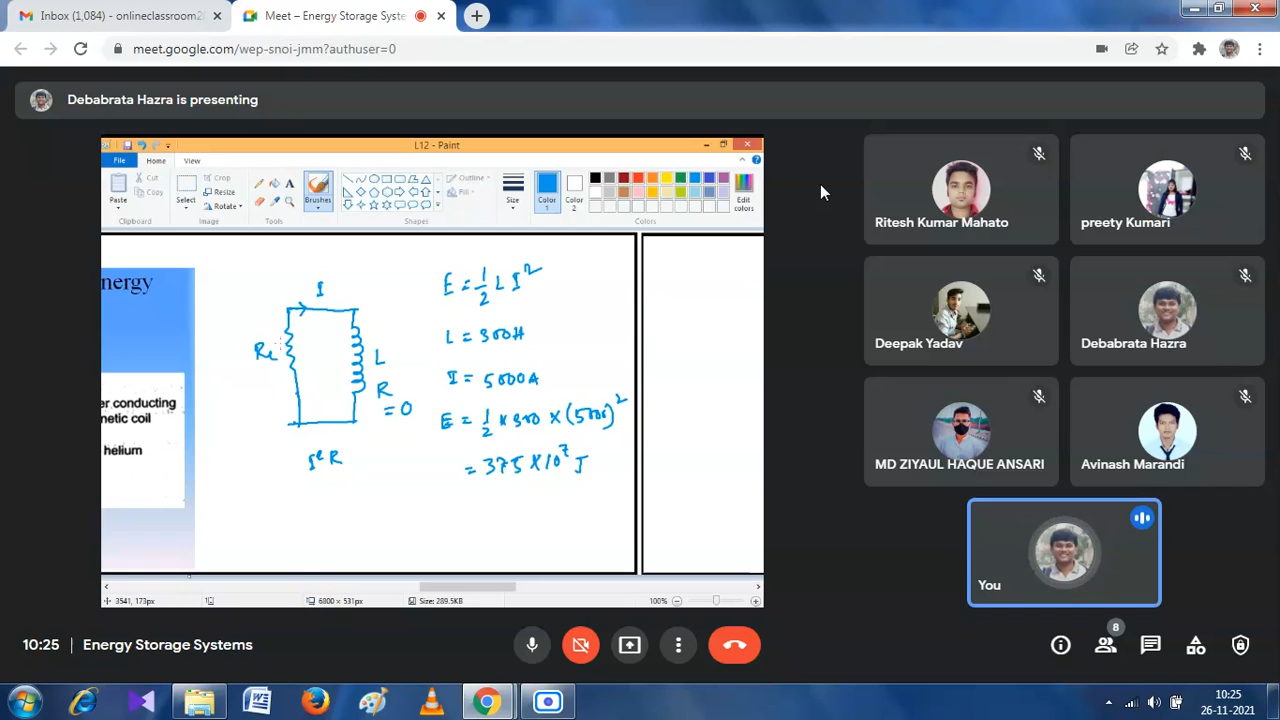 Inbox (1,084) - onlineclassroom2
Meet – Energy Storage Syste
meet.google.com/wep-snoi-jmm?authuser=0
Debabrata Hazra is presenting
L12 - Paint
File
Home
View
Paste
Cut
Copy
Clipboard
Select
Crop
Resize
Rotate
Image
A
Tools
Brushes
Outline
Fill
Shapes
Size
Color
1
Color
2
Edit
colors
Colors
nergy
er conducting
netic coil
helium
I
RL
L
R
= 0
I²R
E = 1/2 L I²
L = 300H
I = 5000A
E = 1/2 × 300 × (5000)²
= 375 × 10⁷ J
3541, 173px
6800 × 531px
Size: 289.5KB
100%
Ritesh Kumar Mahato
preety Kumari
Deepak Yadav
Debabrata Hazra
MD ZIYAUL HAQUE ANSARI
Avinash Marandi
You
10:25
Energy Storage Systems
8
10:25
26-11-2021